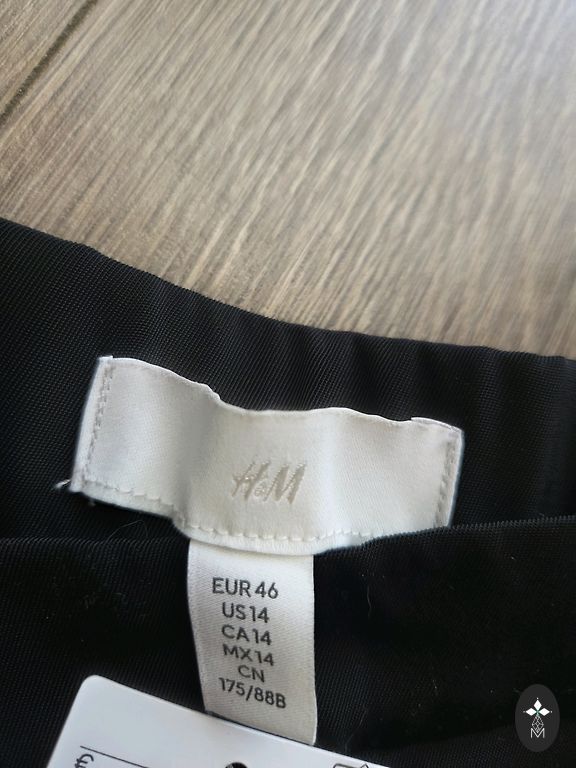 H&M
EUR 46
US 14
CA 14
MX 14
CN
175/88B
€
M